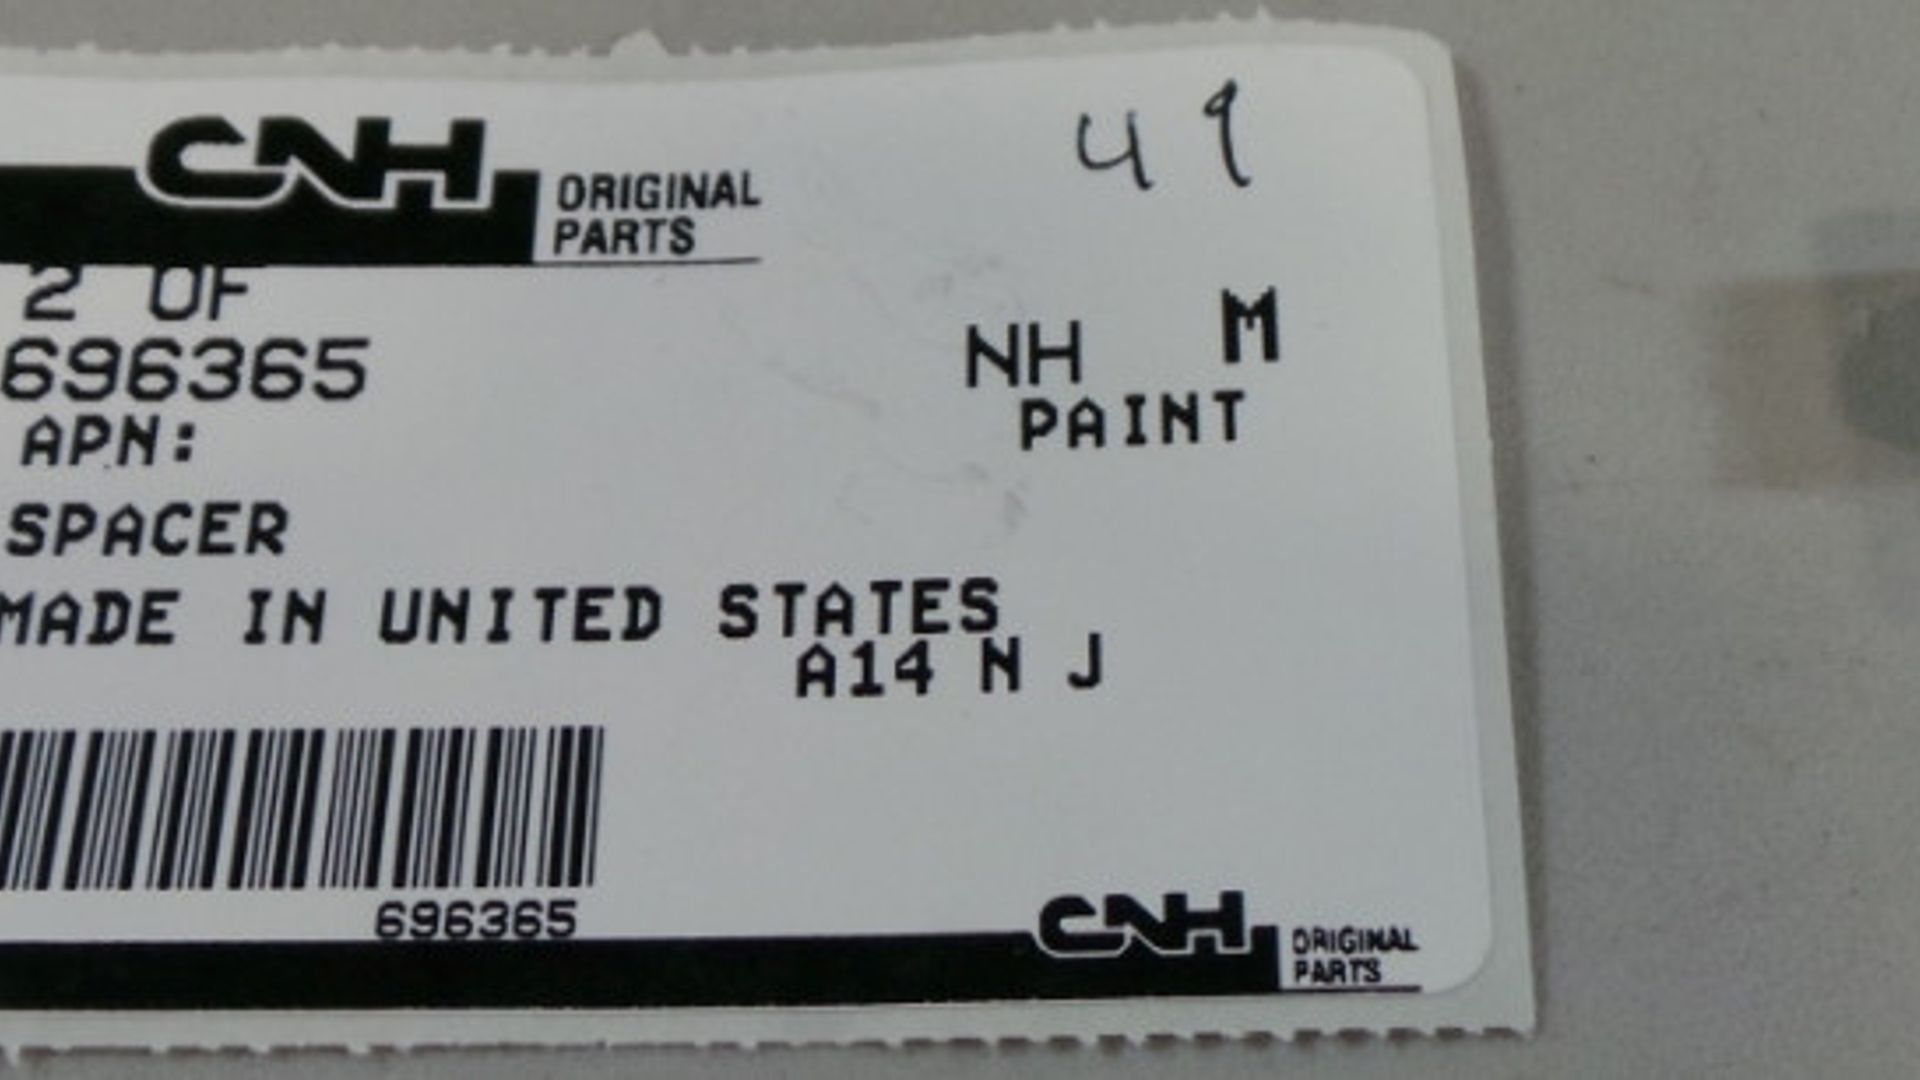 49
CNH ORIGINAL
PARTS
2 OF
696365
NH M
APN:
PAINT
SPACER
MADE IN UNITED STATES
A14 N J
696365
CNH ORIGINAL
PARTS